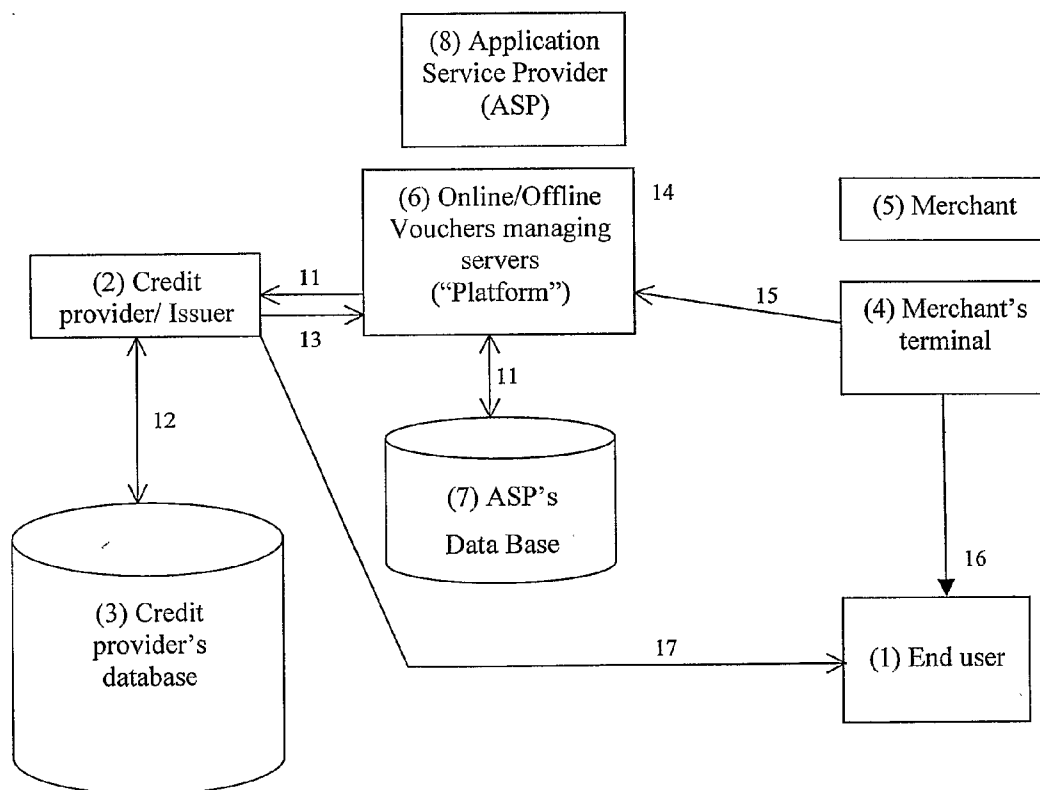 (8) Application
Service Provider
(ASP)
(6) Online/Offline
Vouchers managing
servers
(“Platform”)
14
(5) Merchant
(2) Credit
provider/ Issuer
11
13
15
(4) Merchant’s
terminal
12
11
(7) ASP’s
Data Base
16
(3) Credit
provider’s
database
17
(1) End user